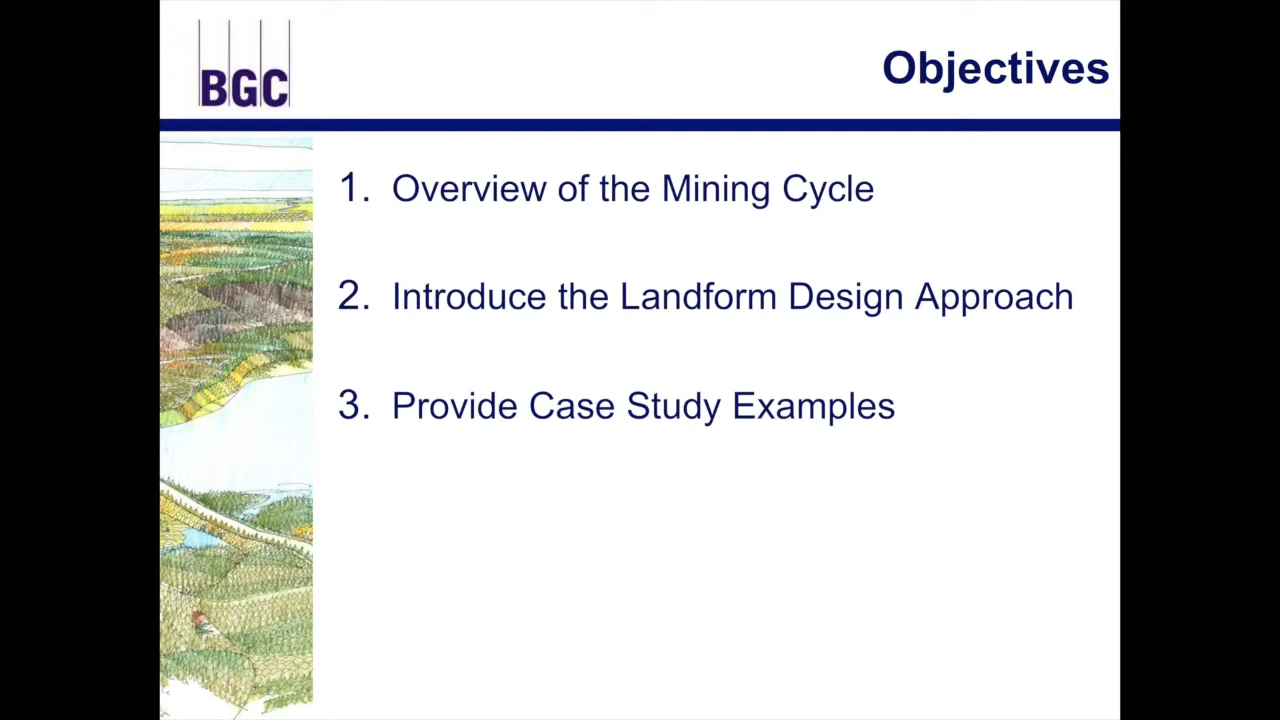 BGC
Objectives
1. Overview of the Mining Cycle
2. Introduce the Landform Design Approach
3. Provide Case Study Examples